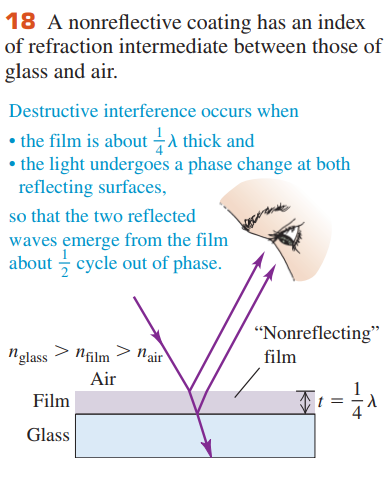 18 A nonreflective coating has an index
of refraction intermediate between those of
glass and air.
Destructive interference occurs when
• the film is about 1/4 λ thick and
• the light undergoes a phase change at both
reflecting surfaces,
so that the two reflected
waves emerge from the film
about 1/2 cycle out of phase.
"Nonreflecting"
film
nglass > nfilm > nair
Air
Film
t = 1/4 λ
Glass